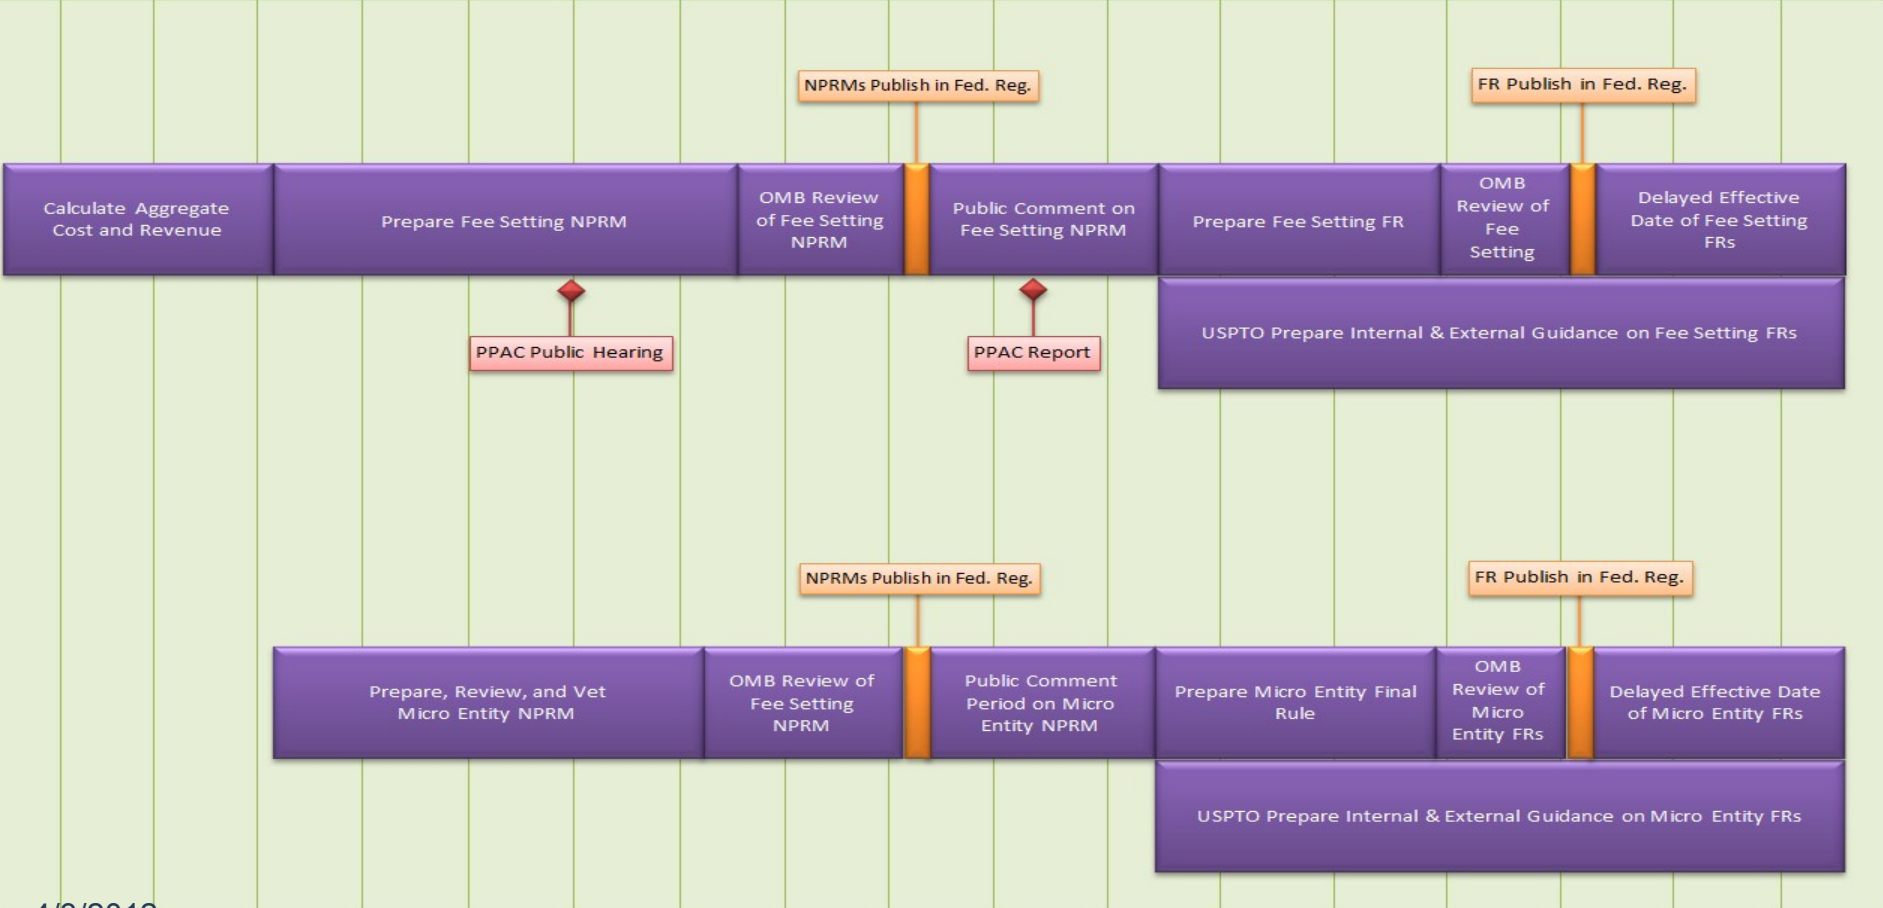 NPRMs Publish in Fed. Reg.
FR Publish in Fed. Reg.
Calculate Aggregate
Cost and Revenue
Prepare Fee Setting NPRM
OMB Review
of Fee Setting
NPRM
Public Comment on
Fee Setting NPRM
Prepare Fee Setting FR
OMB
Review of
Fee
Setting
Delayed Effective
Date of Fee Setting
FRs
PPAC Public Hearing
PPAC Report
USPTO Prepare Internal & External Guidance on Fee Setting FRs
NPRMs Publish in Fed. Reg.
FR Publish in Fed. Reg.
Prepare, Review, and Vet
Micro Entity NPRM
OMB Review of
Fee Setting
NPRM
Public Comment
Period on Micro
Entity NPRM
Prepare Micro Entity Final
Rule
OMB
Review of
Micro
Entity FRs
Delayed Effective Date
of Micro Entity FRs
USPTO Prepare Internal & External Guidance on Micro Entity FRs